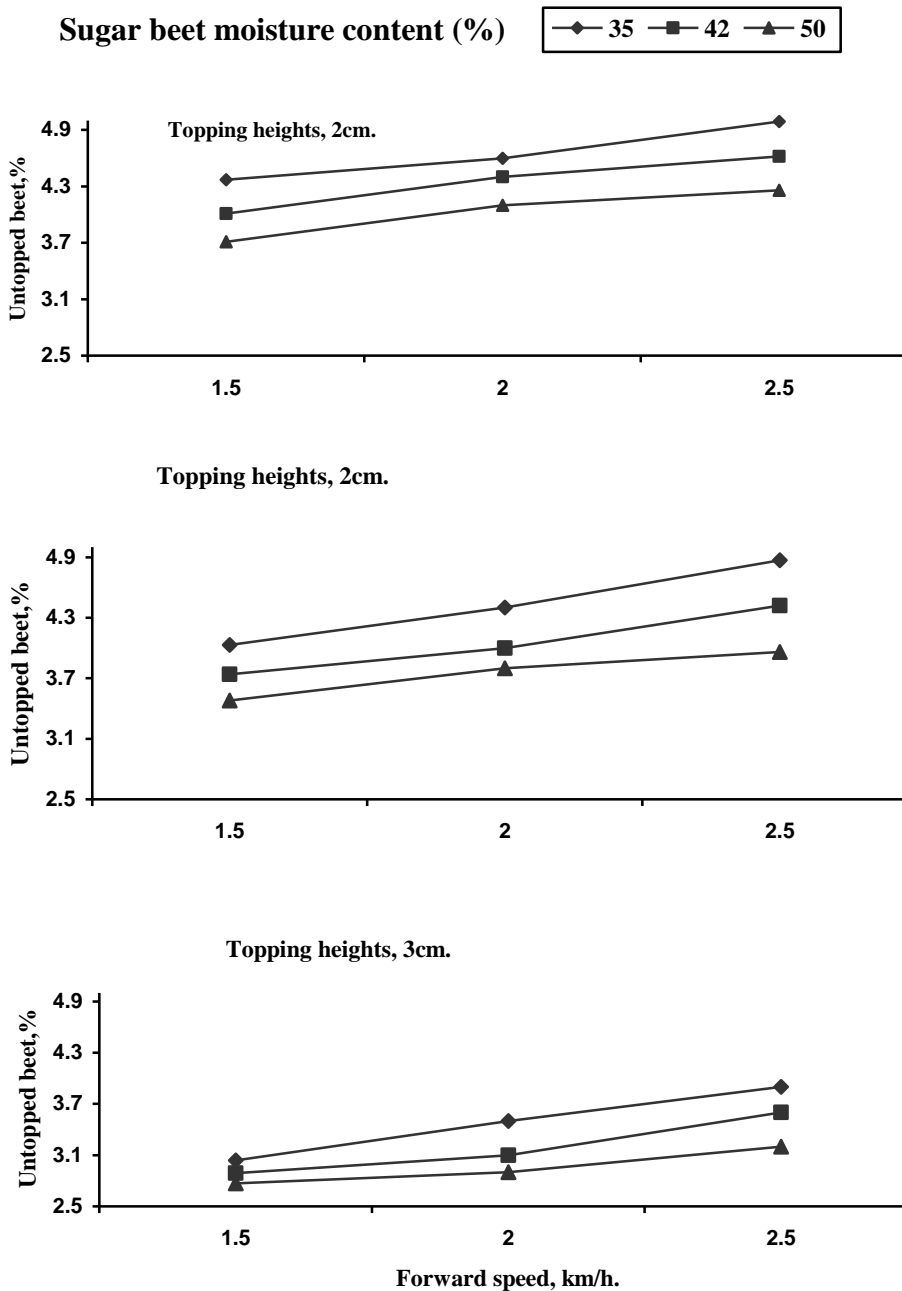 Sugar beet moisture content (%) 35 42 50
Topping heights, 2cm.
Untopped beet,%
4.9
4.3
3.7
3.1
2.5
1.5 2 2.5
Topping heights, 2cm.
Untopped beet,%
4.9
4.3
3.7
3.1
2.5
1.5 2 2.5
Topping heights, 3cm.
Untopped beet,%
4.9
4.3
3.7
3.1
2.5
1.5 2 2.5
Forward speed, km/h.